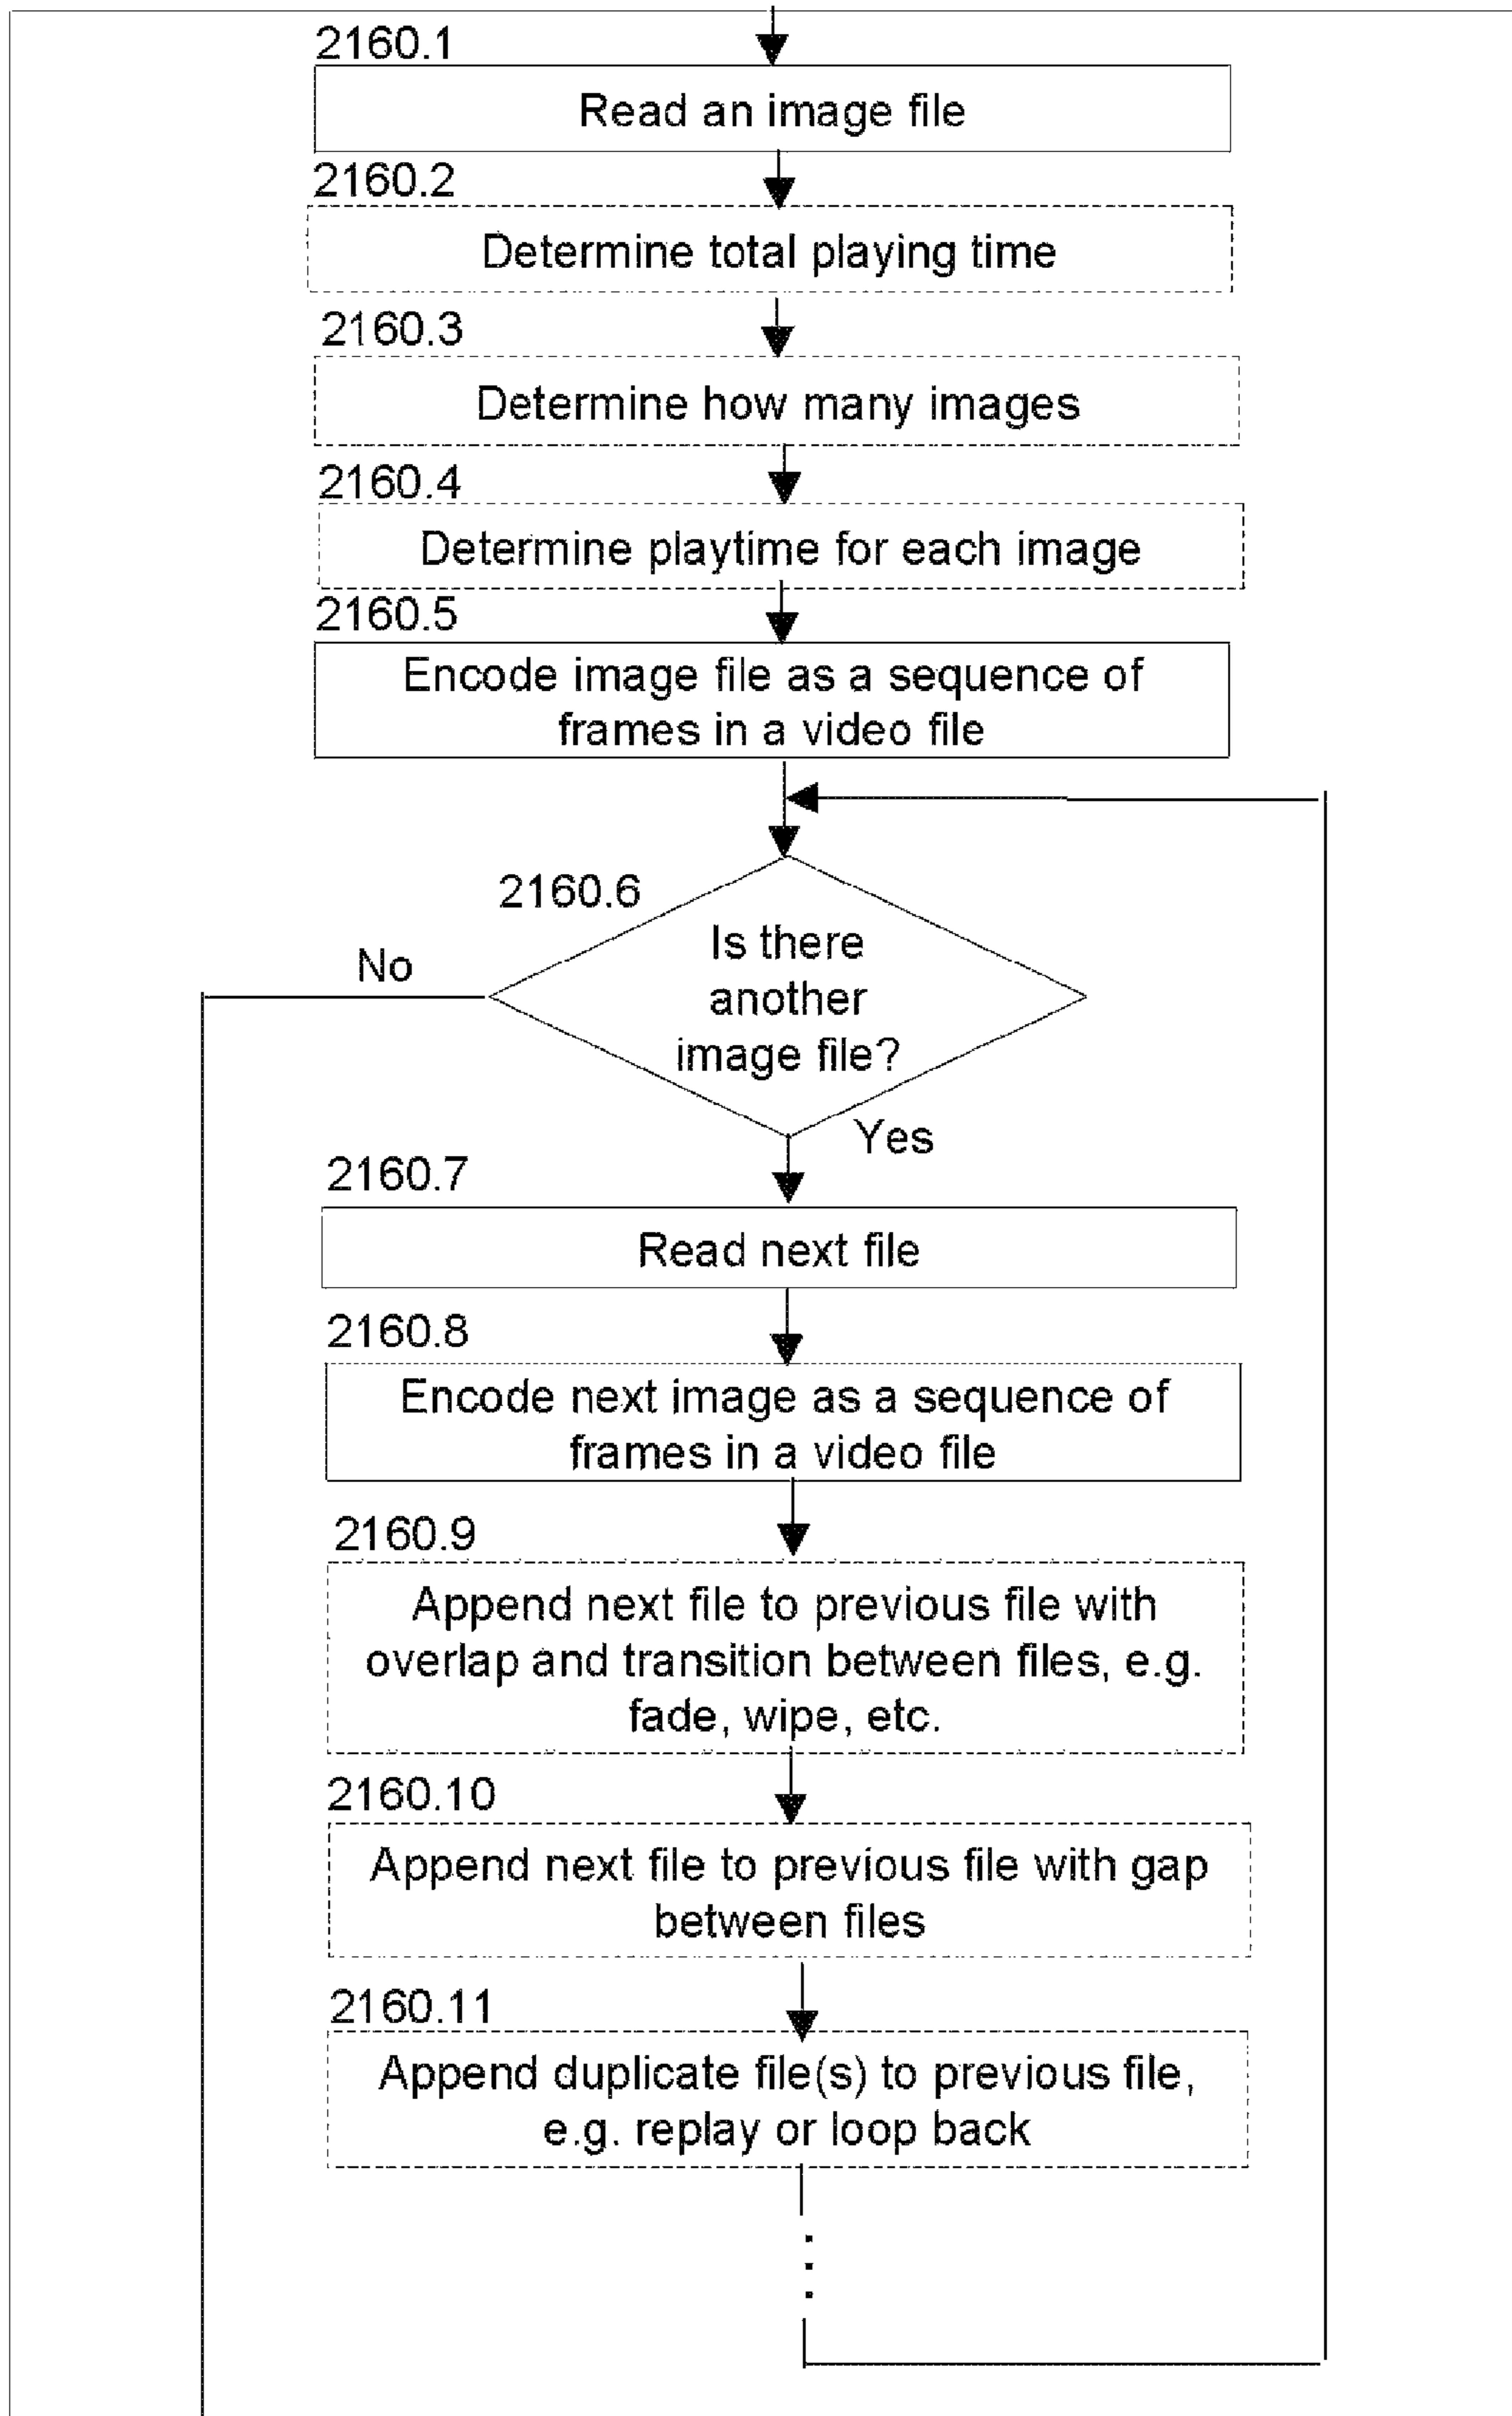 2160.1
Read an image file
2160.2
Determine total playing time
2160.3
Determine how many images
2160.4
Determine playtime for each image
2160.5
Encode image file as a sequence of
frames in a video file
2160.6
Is there
another
image file?
No
Yes
2160.7
Read next file
2160.8
Encode next image as a sequence of
frames in a video file
2160.9
Append next file to previous file with
overlap and transition between files, e.g.
fade, wipe, etc.
2160.10
Append next file to previous file with gap
between files
2160.11
Append duplicate file(s) to previous file,
e.g. replay or loop back